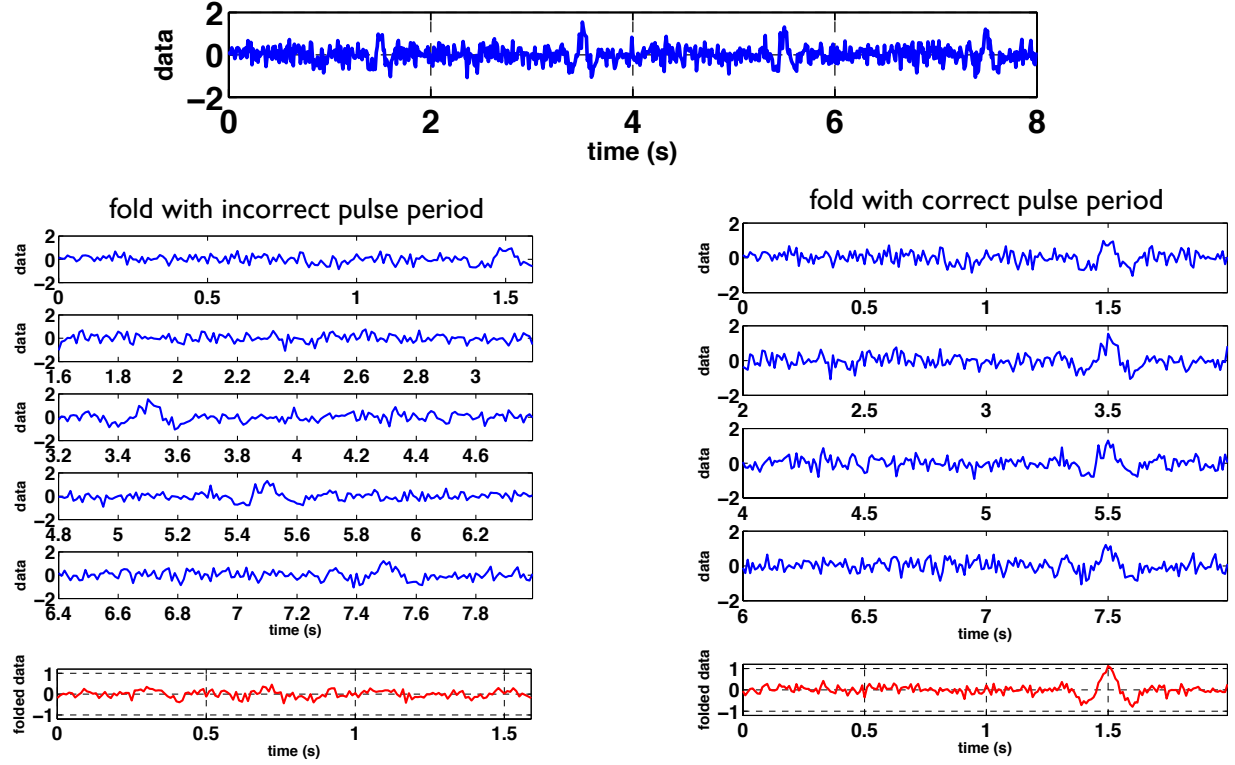 2
0
−2
data
0 2 4 6 8
time (s)
fold with incorrect pulse period
2
0
−2
data
0 0.5 1 1.5
2
0
−2
data
1.6 1.8 2 2.2 2.4 2.6 2.8 3
2
0
−2
data
3.2 3.4 3.6 3.8 4 4.2 4.4 4.6
2
0
−2
data
4.8 5 5.2 5.4 5.6 5.8 6 6.2
2
0
−2
data
6.4 6.6 6.8 7 7.2 7.4 7.6 7.8
time (s)
1
0
−1
folded data
0 0.5 1 1.5
time (s)
fold with correct pulse period
2
0
−2
data
0 0.5 1 1.5
2
0
−2
data
2 2.5 3 3.5
2
0
−2
data
4 4.5 5 5.5
2
0
−2
data
6 6.5 7 7.5
time (s)
1
0
−1
folded data
0 0.5 1 1.5
time (s)